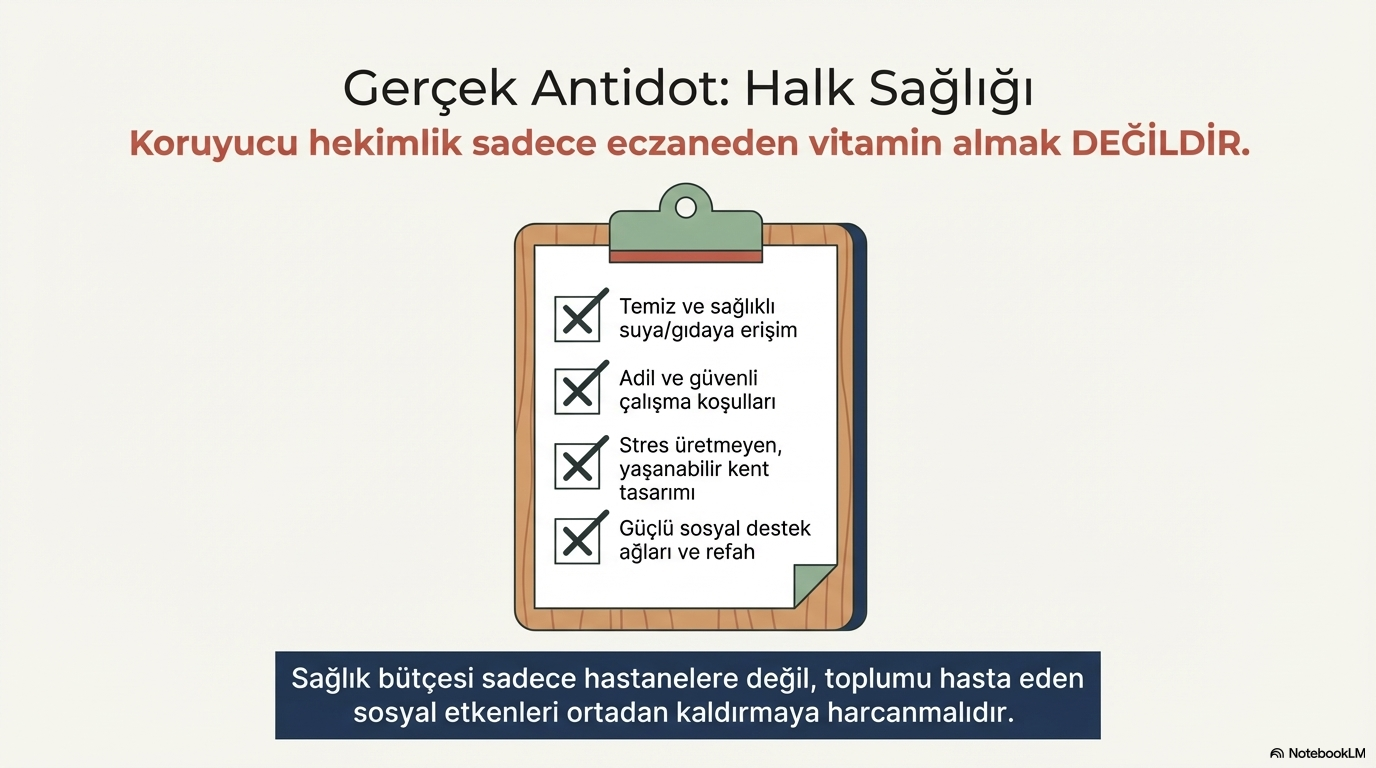 Gerçek Antidot: Halk Sağlığı
Koruyucu hekimlik sadece eczaneden vitamin almak DEĞİLDİR.
Temiz ve sağlıklı
suya/gıdaya erişim
Adil ve güvenli
çalışma koşulları
Stres üretmeyen,
yaşanabilir kent
tasarımı
Güçlü sosyal destek
ağları ve refah
Sağlık bütçesi sadece hastanelere değil, toplumu hasta eden
sosyal etkenleri ortadan kaldırmaya harcanmalıdır.
NotebookLM